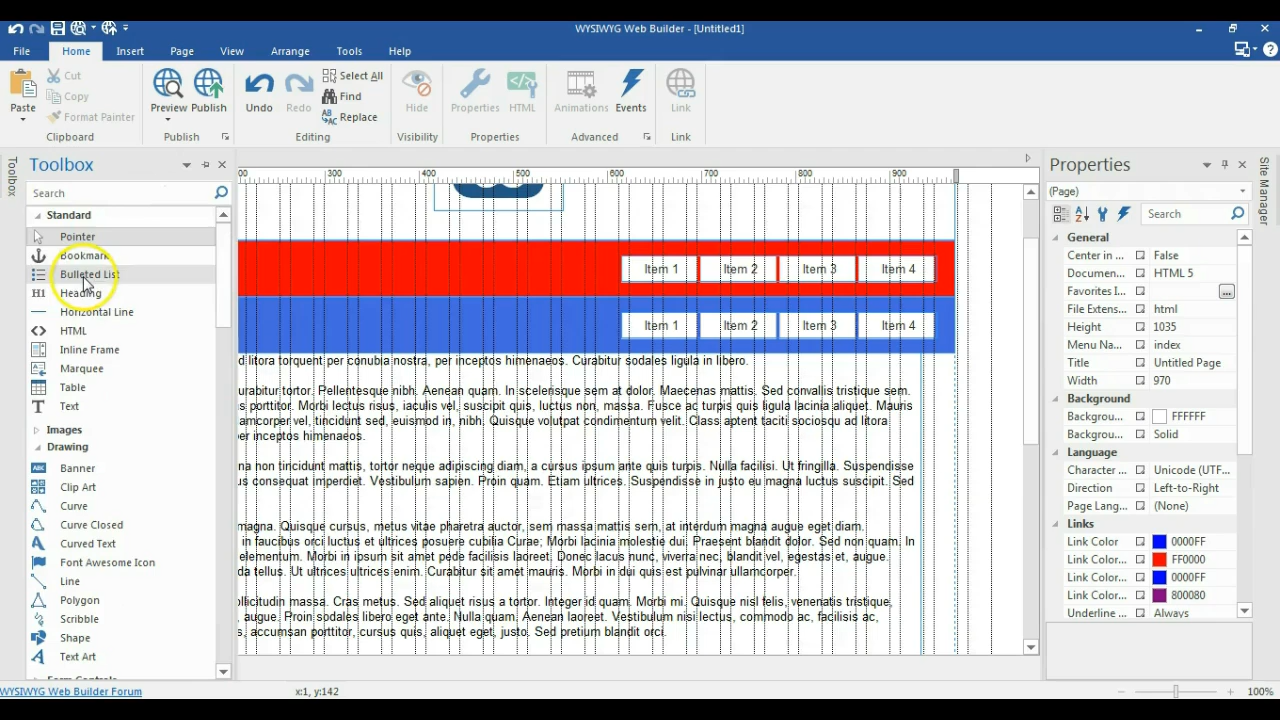 WYSIWYG Web Builder - [Untitled1]
File Home Insert Page View Arrange Tools Help
Paste
Cut
Copy
Format Painter
Clipboard
Preview Publish
Publish
Undo Redo
Select All
Find
Replace
Editing
Hide
Visibility
Properties HTML
Properties
Animations Events
Advanced
Link
Link
Toolbox
Toolbox
Search
Standard
Pointer
Bookmark
Bulleted List
Heading
Horizontal Line
HTML
Inline Frame
Marquee
Table
Text
Images
Drawing
Banner
Clip Art
Curve
Curve Closed
Curved Text
Font Awesome Icon
Line
Polygon
Scribble
Shape
Text Art
Form Controls
00 300 400 500 600 700 800 900
Item 1 Item 2 Item 3 Item 4
Item 1 Item 2 Item 3 Item 4
d litora torquent per conubia nostra, per inceptos himenaeos. Curabitur sodales ligula in libero.
urabitur tortor. Pellentesque nibh. Aenean quam. In scelerisque sem at dolor. Maecenas mattis. Sed convallis tristique sem.
us porttitor. Morbi lectus risus, iaculis vel, suscipit quis, luctus non, massa. Fusce ac turpis quis ligula lacinia aliquet. Mauris
amcorper vel, tincidunt sed, euismod in, nibh. Quisque volutpat condimentum velit. Class aptent taciti sociosqu ad litora
per inceptos himenaeos.
na non tincidunt mattis, tortor neque adipiscing diam, a cursus ipsum ante quis turpis. Nulla facilisi. Ut fringilla. Suspendisse
us consequat imperdiet. Vestibulum sapien. Proin quam. Etiam ultrices. Suspendisse in justo eu magna luctus suscipit. Sed
magna. Quisque cursus, metus vitae pharetra auctor, sem massa mattis sem, at interdum magna augue eget diam.
in faucibus orci luctus et ultrices posuere cubilia Curae; Morbi lacinia molestie dui. Praesent blandit dolor. Sed non quam. In
elementum. Morbi in ipsum sit amet pede facilisis laoreet. Donec lacus nunc, viverra nec, blandit vel, egestas et, augue.
da tellus. Ut ultrices ultrices enim. Curabitur sit amet mauris. Morbi in dui quis est pulvinar ullamcorper.
ollicitudin massa. Cras metus. Sed aliquet risus a tortor. Integer id quam. Morbi mi. Quisque nisl felis, venenatis tristique,
, augue. Proin sodales libero eget ante. Nulla quam. Aenean laoreet. Vestibulum nisi lectus, commodo ac, facilisis ac,
s, accumsan porttitor, cursus quis, aliquet eget, justo. Sed pretium blandit orci.
Properties
(Page)
Search
General
Center in ... False
Documen... HTML 5
Favorites I... ...
File Exten... html
Height 1035
Menu Na... index
Title Untitled Page
Width 970
Background
Backgrou... FFFFFF
Backgrou... Solid
Language
Character ... Unicode (UTF...
Direction Left-to-Right
Page Lang... (None)
Links
Link Color 0000FF
Link Color... FF0000
Link Color... 0000FF
Link Color... 800080
Underline ... Always
Site Manager
WYSIWYG Web Builder Forum
x:1, y:142
100%